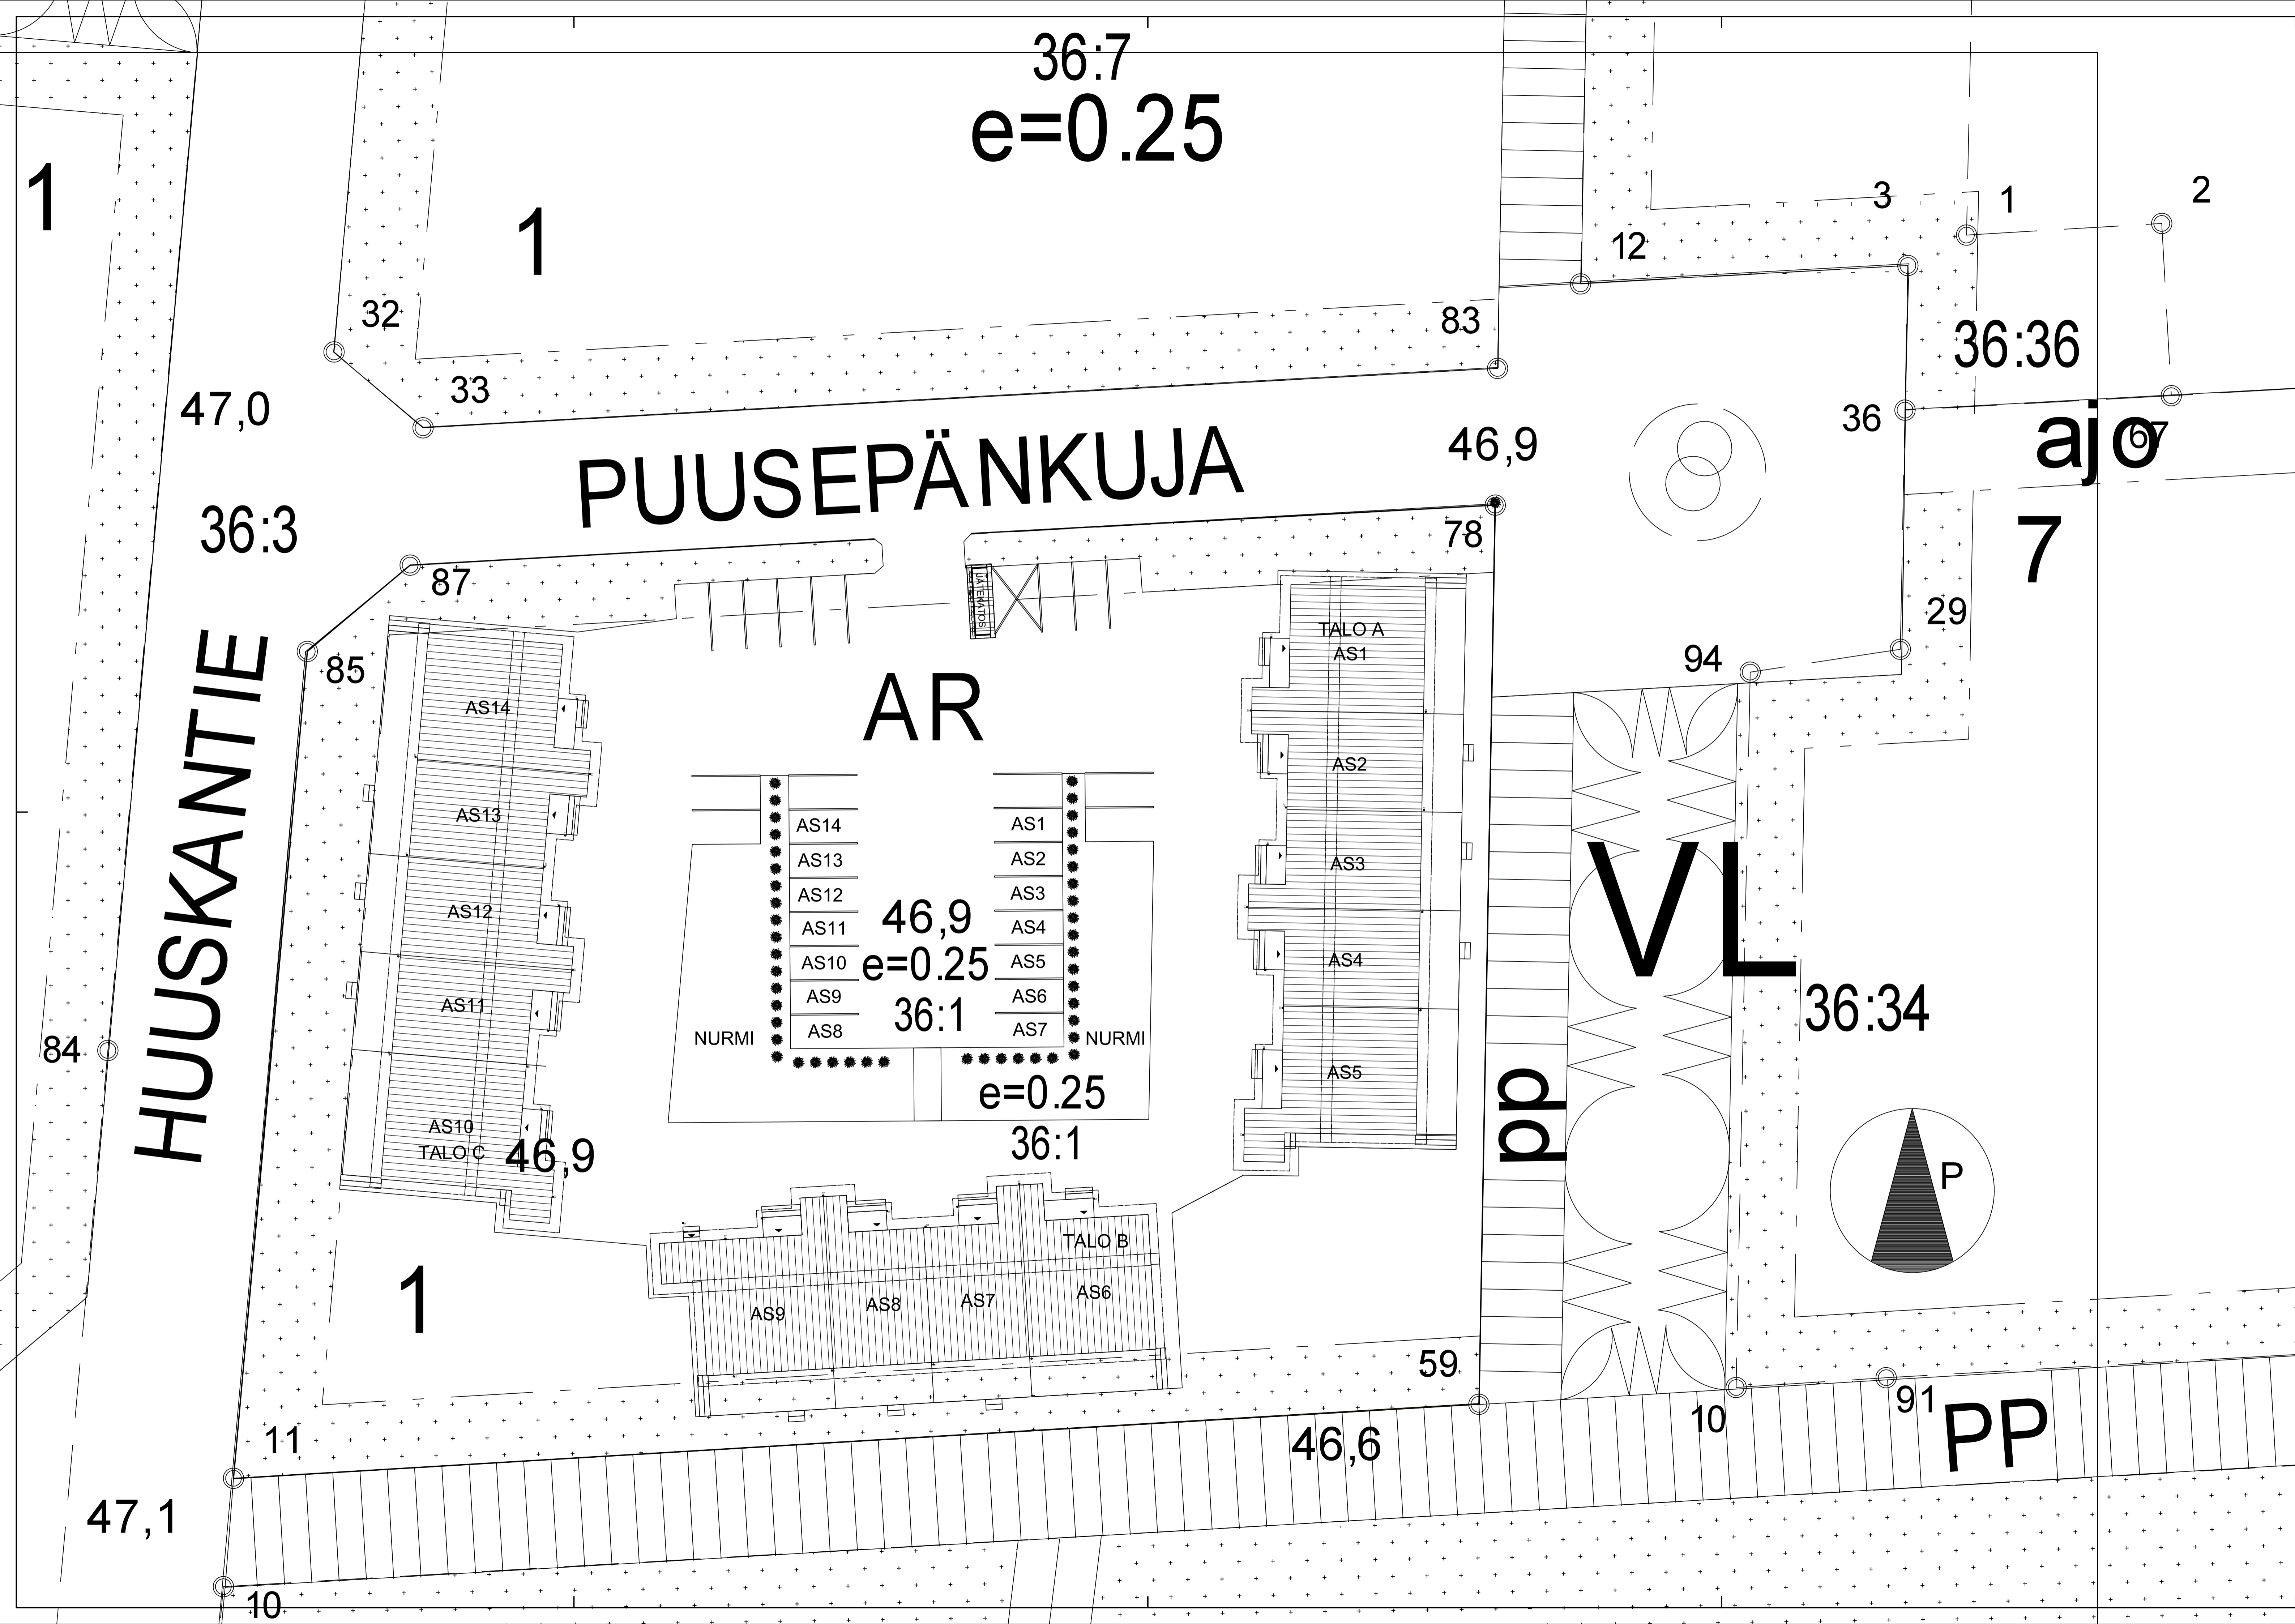 36:7
e=0.25
1
1
3
1
2
12
32
83
33
36:36
47,0
36
ajo
67
46,9
PUUSEPÄNKUJA
36:3
78
7
87
JÄTEKATOS
29
TALO A
AS1
94
85
HUUSKANTIE
AR
AS14
AS2
AS13
AS14
AS1
AS13
AS2
AS3
VL
AS12
AS12
AS3
46,9
AS11
AS4
e=0.25
AS10
AS5
AS4
AS11
AS9
AS6
36:1
AS8
AS7
36:34
84
NURMI
NURMI
AS5
e=0.25
pp
36:1
AS10
TALO C
46,9
P
TALO B
AS6
AS7
AS8
AS9
1
59
91
10
PP
11
46,6
47,1
10